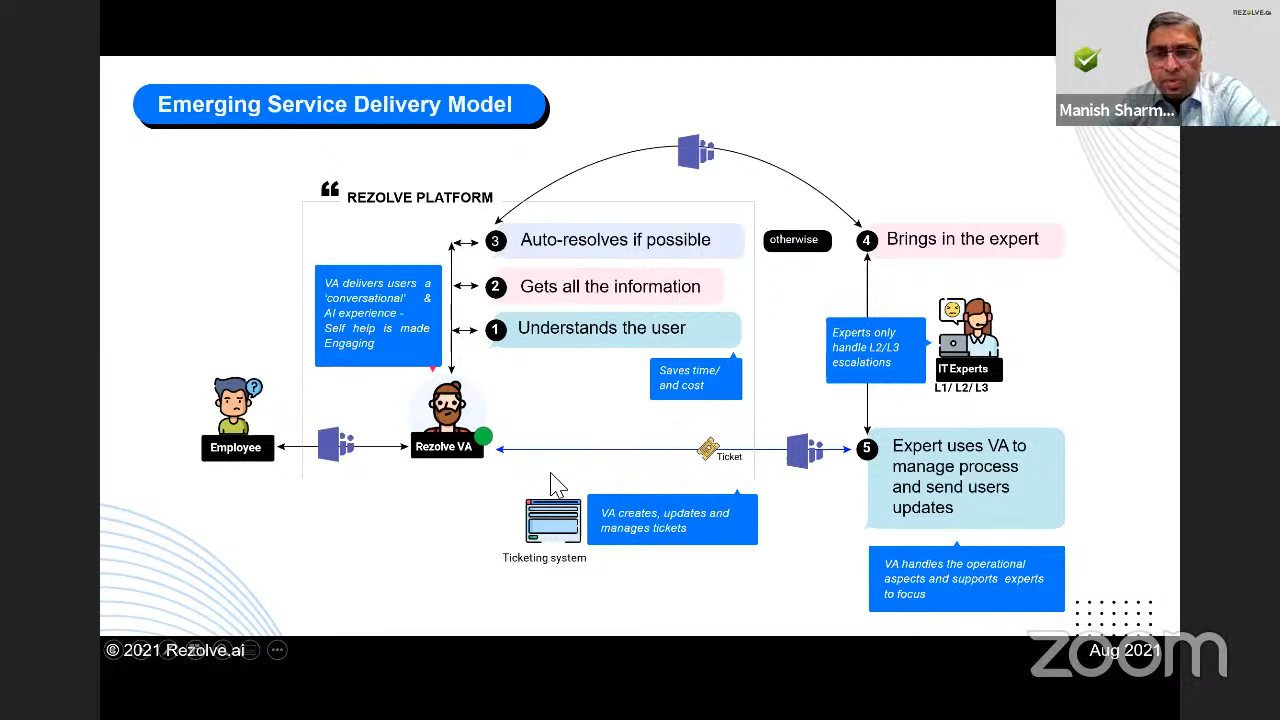 REZOLVE.ai
Manish Sharm...
Emerging Service Delivery Model
“ REZOLVE PLATFORM
3 Auto-resolves if possible
otherwise
4 Brings in the expert
VA delivers users a
‘conversational’ &
AI experience -
Self help is made
Engaging
2 Gets all the information
1 Understands the user
Saves time/
and cost
Experts only
handle L2/L3
escalations
IT Experts
L1/ L2/ L3
?
Employee
Rezolve VA
Ticket
5 Expert uses VA to
manage process
and send users
updates
VA creates, updates and
manages tickets
Ticketing system
VA handles the operational
aspects and supports experts
to focus
© 2021 Rezolve.ai
Aug 2021
zoom